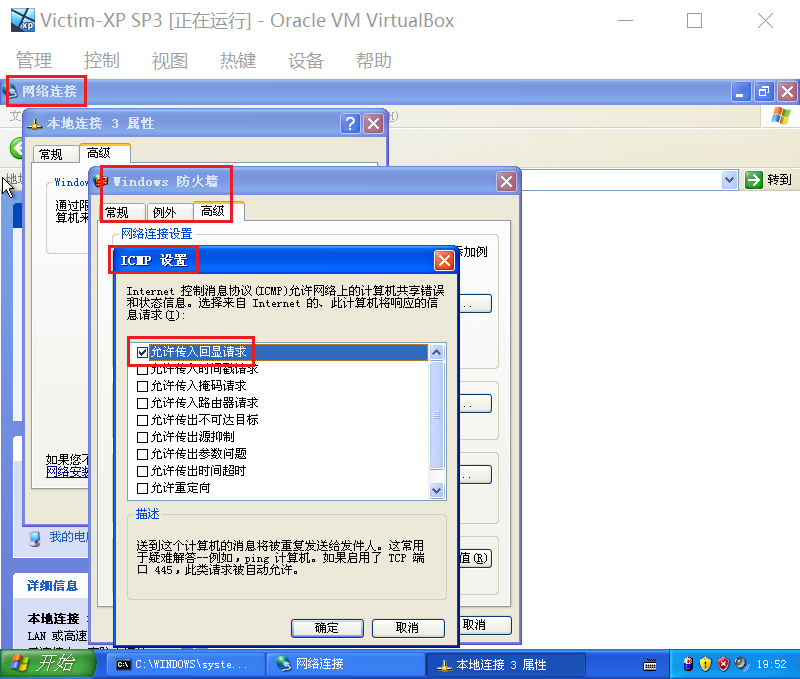 Victim-XP SP3 [正在运行] - Oracle VM VirtualBox
管理 控制 视图 热键 设备 帮助
网络连接
本地连接 3 属性
常规 高级
转到
Windows 防火墙
常规 例外 高级
通过限
算机来
网络连接设置
添加例
ICMP 设置
Internet 控制消息协议(ICMP)允许网络上的计算机共享错误
和状态信息。选择来自 Internet 的、此计算机将响应的信
息请求(I):
允许传入回显请求
允许传入时间戳请求
允许传入掩码请求
允许传入路由器请求
允许传出不可达目标
允许传出源抑制
允许传出参数问题
允许传出时间超时
允许重定向
如果您不
网络安装
描述
送到这个计算机的消息将被重复发送给发件人。这常用
于疑难解答--例如，ping 计算机。如果启用了 TCP 端
口 445，此类请求被自动允许。
值(R)
确定 取消
取消
我的电脑
详细信息
本地连接
LAN 或高速
开始 C:\WINDOWS\syste... 网络连接 本地连接 3 属性 19:52